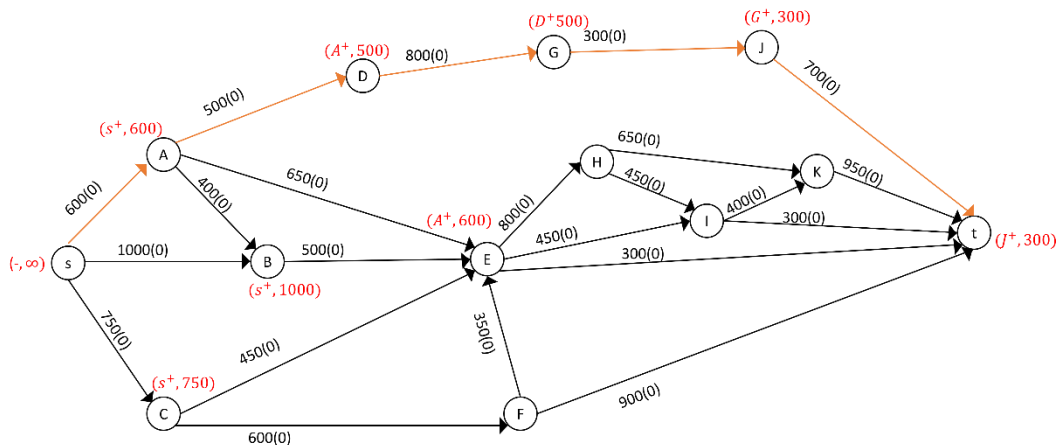 (D⁺500)
(G⁺, 300)
(A⁺, 500)
300(0)
G
J
800(0)
D
700(0)
500(0)
(s⁺, 600)
A
650(0)
H
650(0)
K
950(0)
600(0)
400(0)
(A⁺, 600)
800(0)
450(0)
400(0)
I
300(0)
t
(J⁺, 300)
(-, ∞)
s
1000(0)
B
500(0)
E
450(0)
300(0)
(s⁺, 1000)
750(0)
450(0)
350(0)
(s⁺, 750)
C
F
900(0)
600(0)